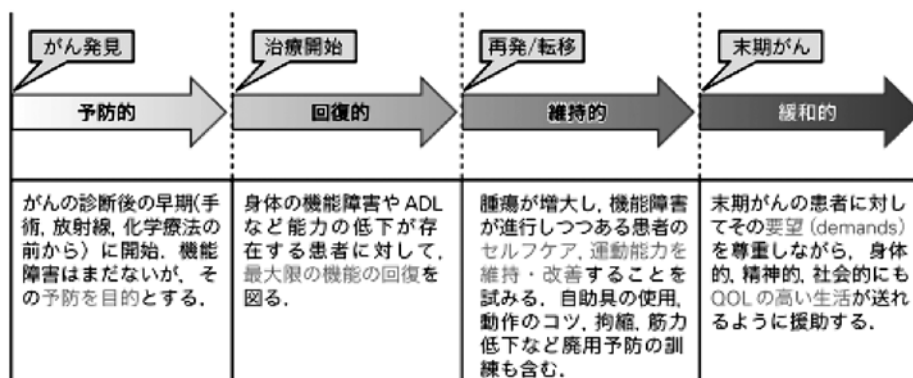 がん発見
治療開始
再発/転移
末期がん
予防的
回復的
維持的
緩和的
がんの診断後の早期(手
術, 放射線, 化学療法の
前から) に開始. 機能
障害はまだないが, そ
の予防を目的とする.
身体の機能障害や ADL
など能力の低下が存
在する患者に対して,
最大限の機能の回復を
図る.
腫瘍が増大し, 機能障害
が進行しつつある患者の
セルフケア, 運動能力を
維持・改善することを
試みる. 自助具の使用,
動作のコツ, 拘縮, 筋力
低下など廃用予防の訓
練も含む.
末期がんの患者に対し
てその要望 (demands)
を尊重しながら, 身体
的, 精神的, 社会的にも
QOL の高い生活が送れ
るように援助する.